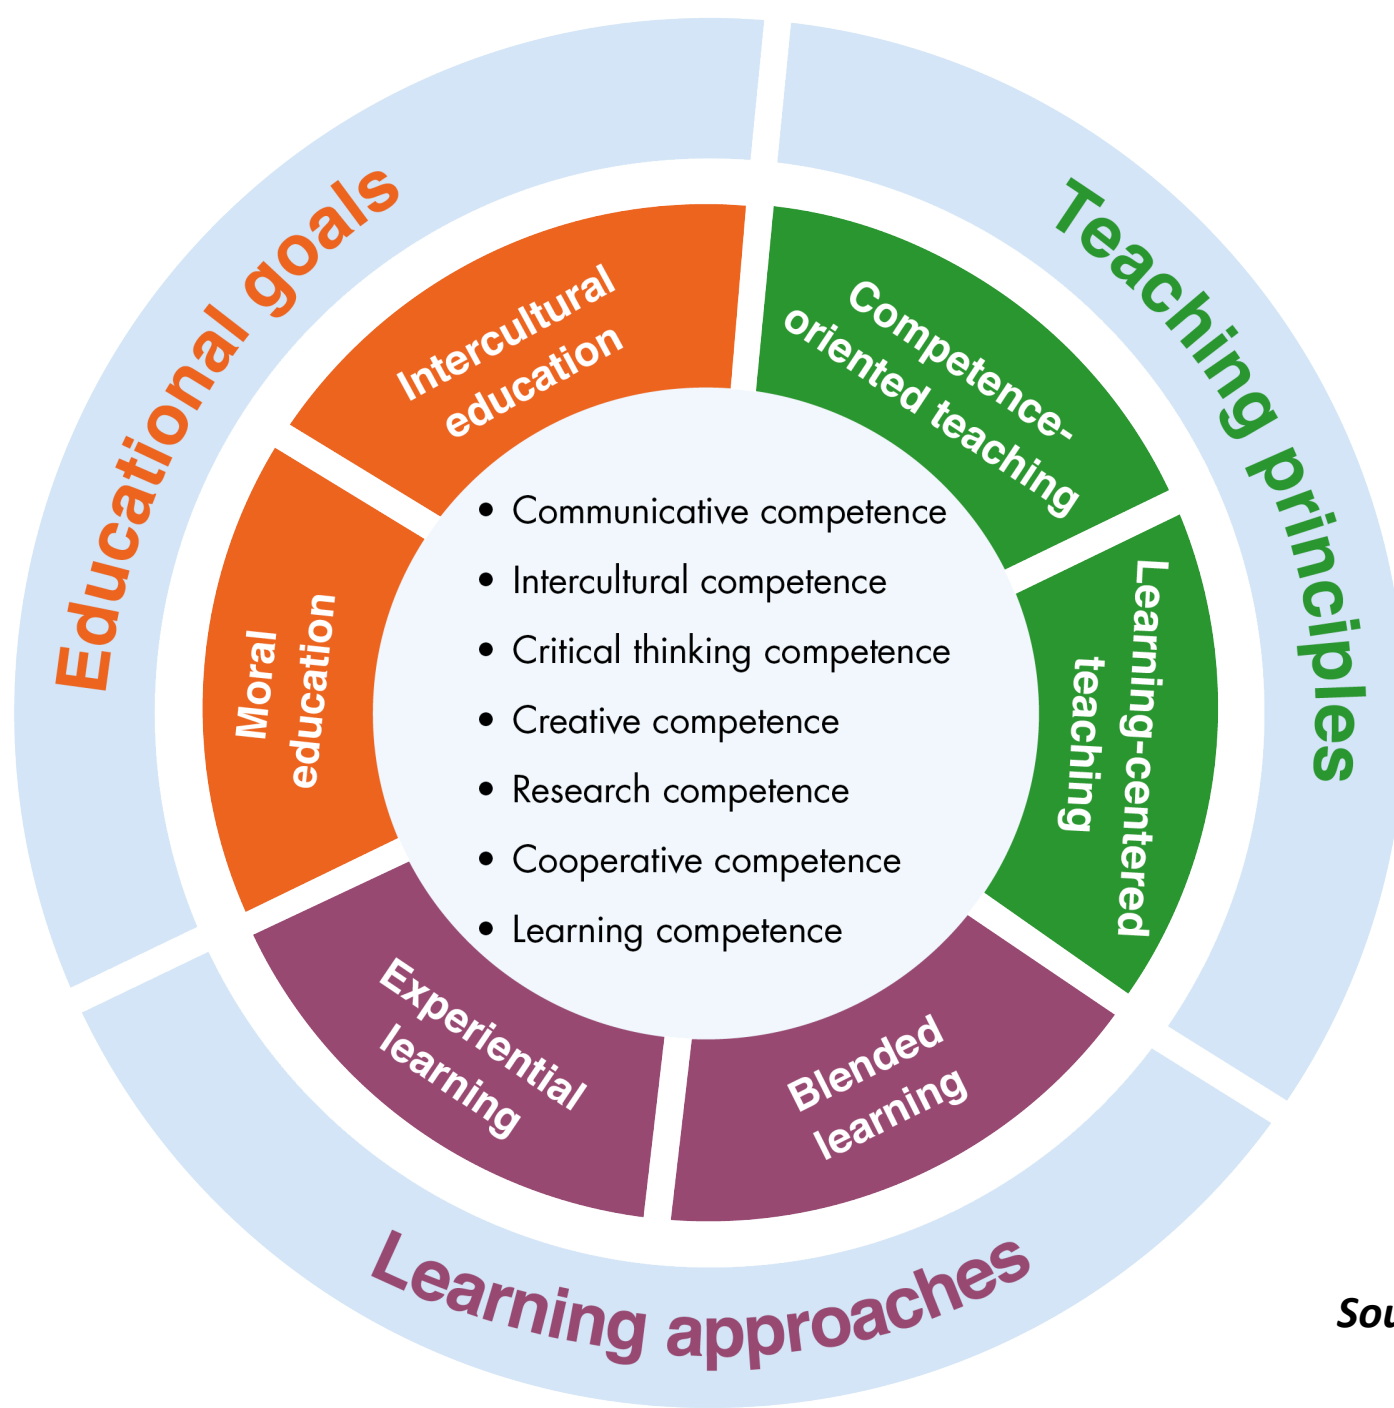 Educational goals
Teaching principles
Intercultural
education
Competence-
oriented teaching
Moral
education
Learning-centered
teaching
• Communicative competence
• Intercultural competence
• Critical thinking competence
• Creative competence
• Research competence
• Cooperative competence
• Learning competence
Experiential
learning
Blended
learning
Learning approaches